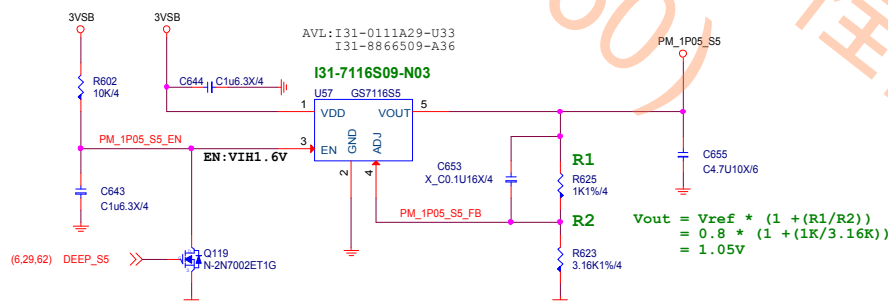 3VSB
3VSB
AVL:I31-0111A29-U33
I31-8866509-A36
PM_1P05_S5
I31-7116S09-N03
R602
10K/4
C644
C1u6.3X/4
U57
GS7116S5
1
VDD
VOUT
5
PM_1P05_S5_EN
3
EN
GND
ADJ
EN:VIH1.6V
2
4
C653
X_C0.1U16X/4
R1
R625
1K1%/4
C655
C4.7U10X/6
C643
C1u6.3X/4
PM_1P05_S5_FB
R2
Vout = Vref * (1 +(R1/R2))
= 0.8 * (1 +(1K/3.16K))
= 1.05V
(6,29,62)
DEEP_S5
Q119
N-2N7002ET1G
R623
3.16K1%/4